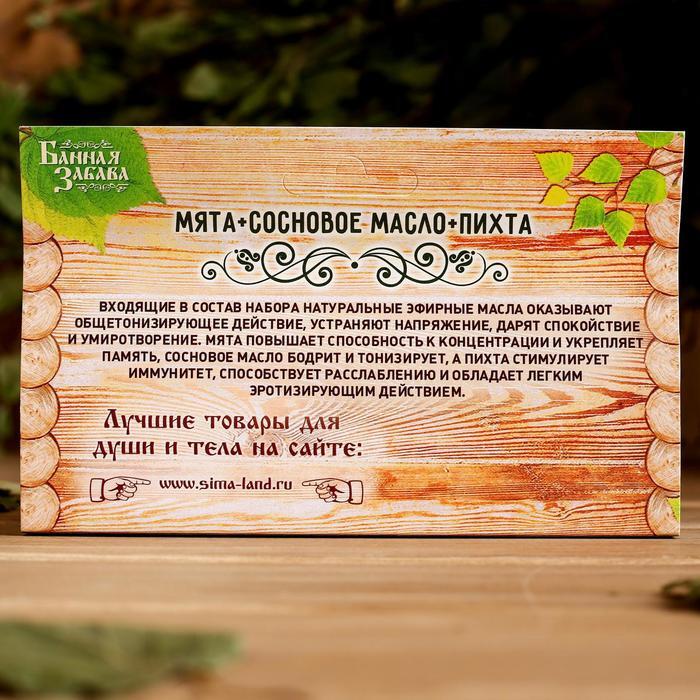 Банная
Забава
МЯТА+СОСНОВОЕ МАСЛО+ПИХТА
ВХОДЯЩИЕ В СОСТАВ НАБОРА НАТУРАЛЬНЫЕ ЭФИРНЫЕ МАСЛА ОКАЗЫВАЮТ
ОБЩЕТОНИЗИРУЮЩЕЕ ДЕЙСТВИЕ, УСТРАНЯЮТ НАПРЯЖЕНИЕ, ДАРЯТ СПОКОЙСТВИЕ
И УМИРОТВОРЕНИЕ. МЯТА ПОВЫШАЕТ СПОСОБНОСТЬ К КОНЦЕНТРАЦИИ И УКРЕПЛЯЕТ
ПАМЯТЬ, СОСНОВОЕ МАСЛО БОДРИТ И ТОНИЗИРУЕТ, А ПИХТА СТИМУЛИРУЕТ
ИММУНИТЕТ, СПОСОБСТВУЕТ РАССЛАБЛЕНИЮ И ОБЛАДАЕТ ЛЕГКИМ
ЭРОТИЗИРУЮЩИМ ДЕЙСТВИЕМ.
Лучшие товары для
души и тела на сайте:
www.sima-land.ru